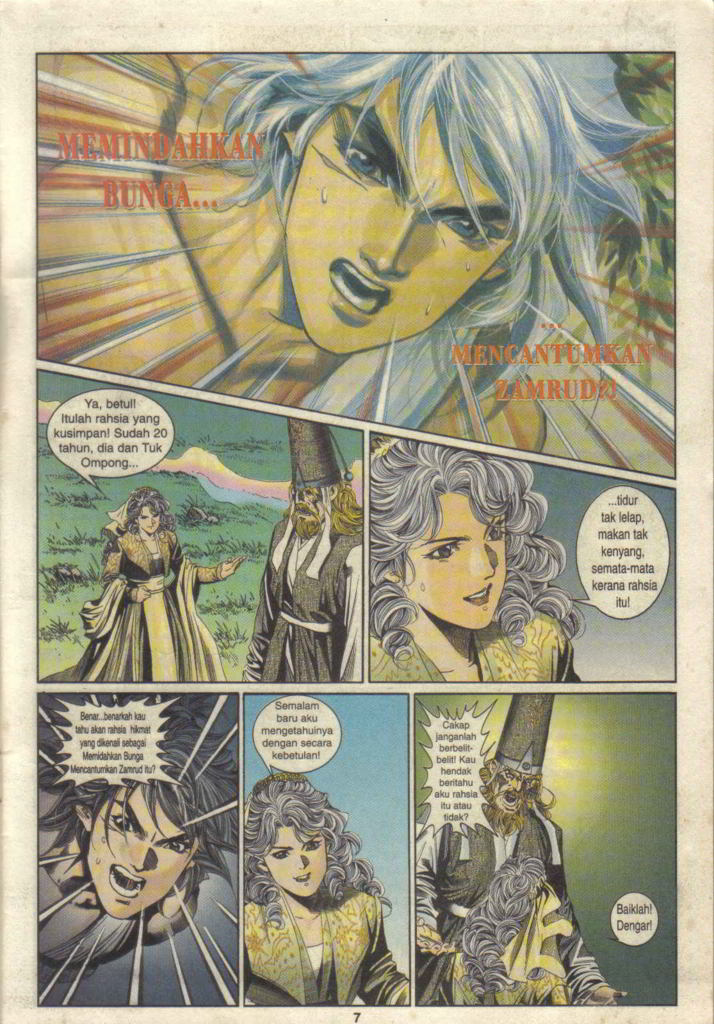 MEMINDAHKAN
BUNGA...
...
MENCANTUMKAN
ZAMRUD?!
Ya, betul!
Itulah rahsia yang
kusimpan! Sudah 20
tahun, dia dan Tuk
Ompong...
...tidur
tak lelap,
makan tak
kenyang,
semata-mata
kerana rahsia
itu!
Benar...benarkah kau
tahu akan rahsia hikmat
yang dikenali sebagai
Memidahkan Bunga
Mencantumkan Zamrud itu?
Semalam
baru aku
mengetahuinya
dengan secara
kebetulan!
Cakap
janganlah
berbelit-
belit! Kau
hendak
beritahu
aku rahsia
itu atau
tidak?
Baiklah!
Dengar!
7